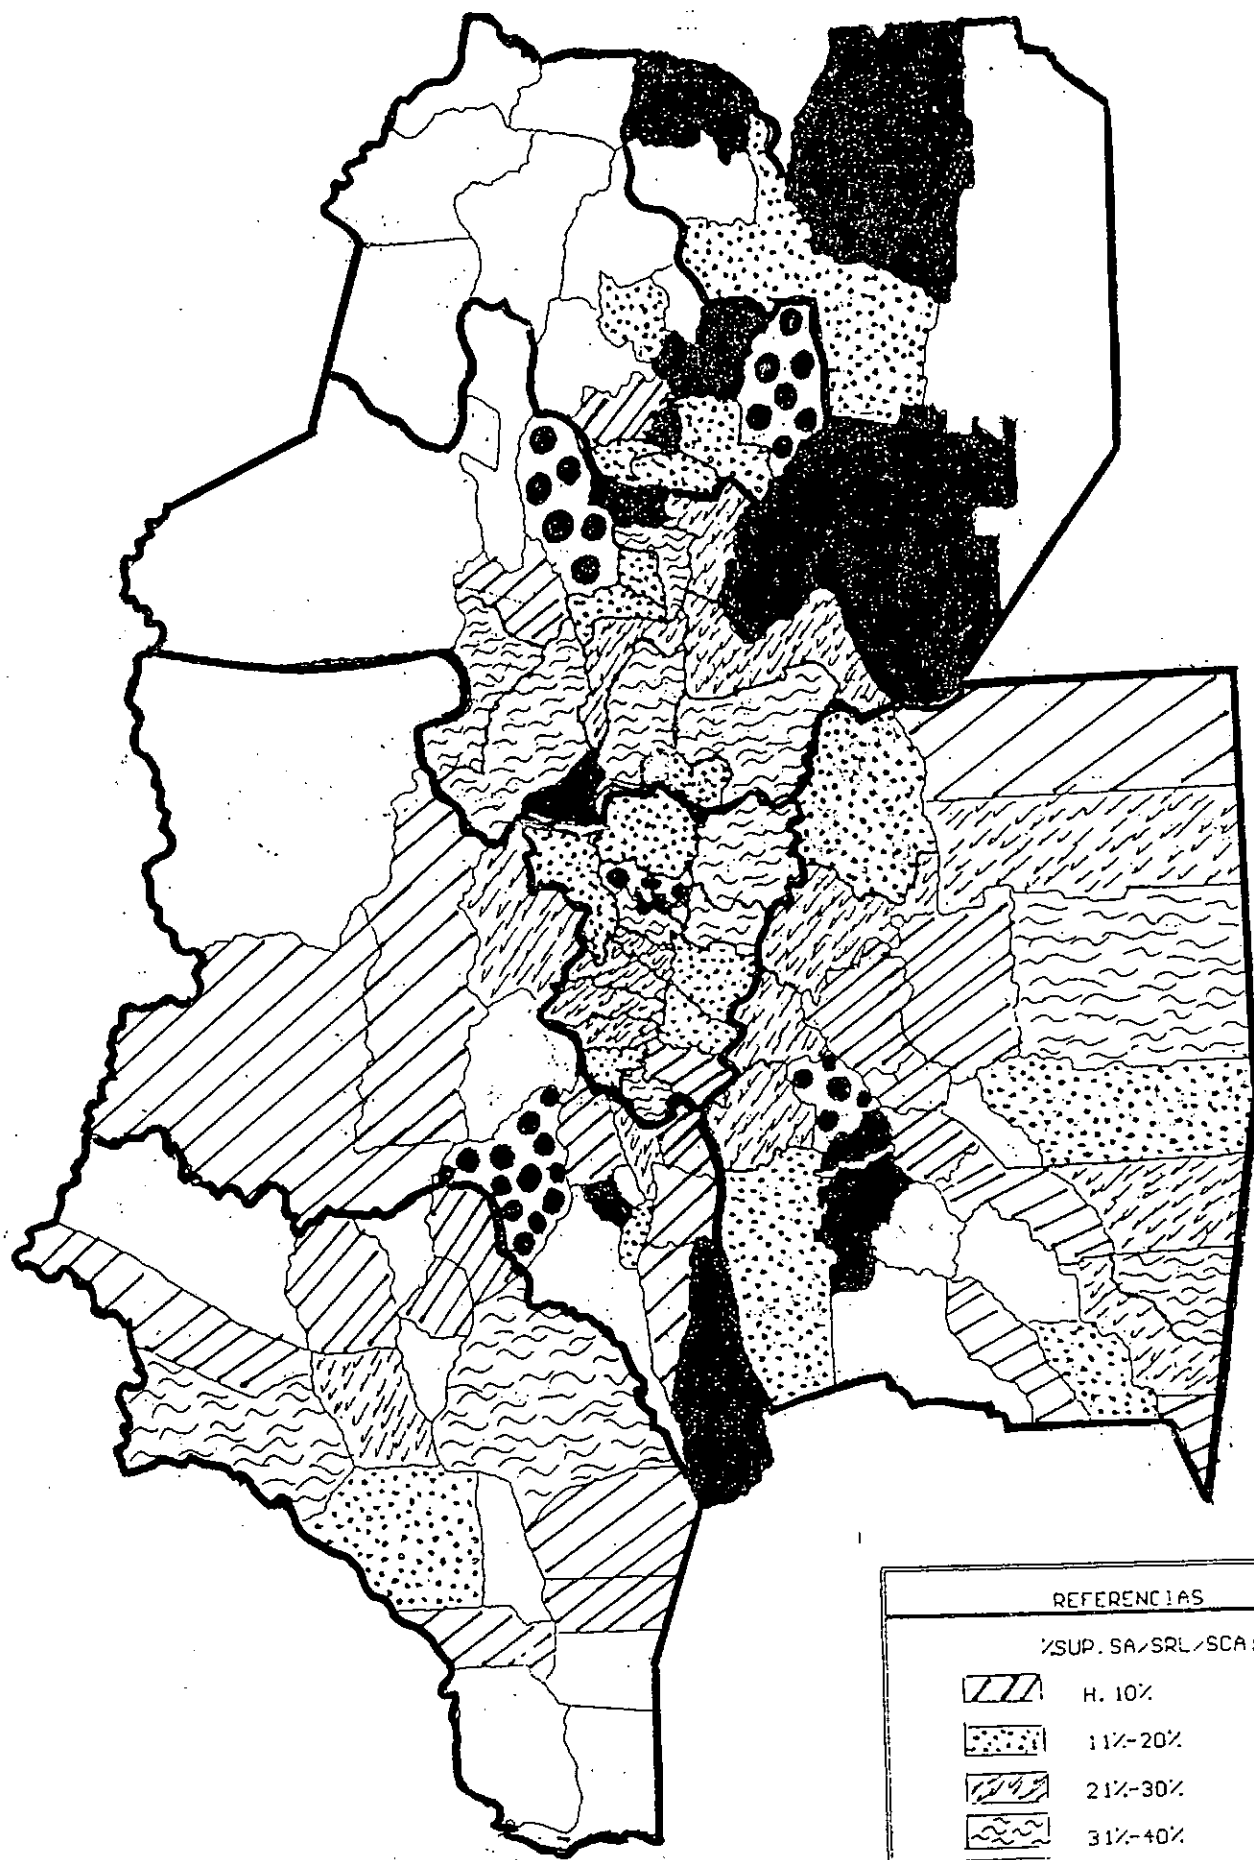 REFERENCIAS
%SUP. SA/SRL/SCA:
H. 10%
11%-20%
21%-30%
31%-40%